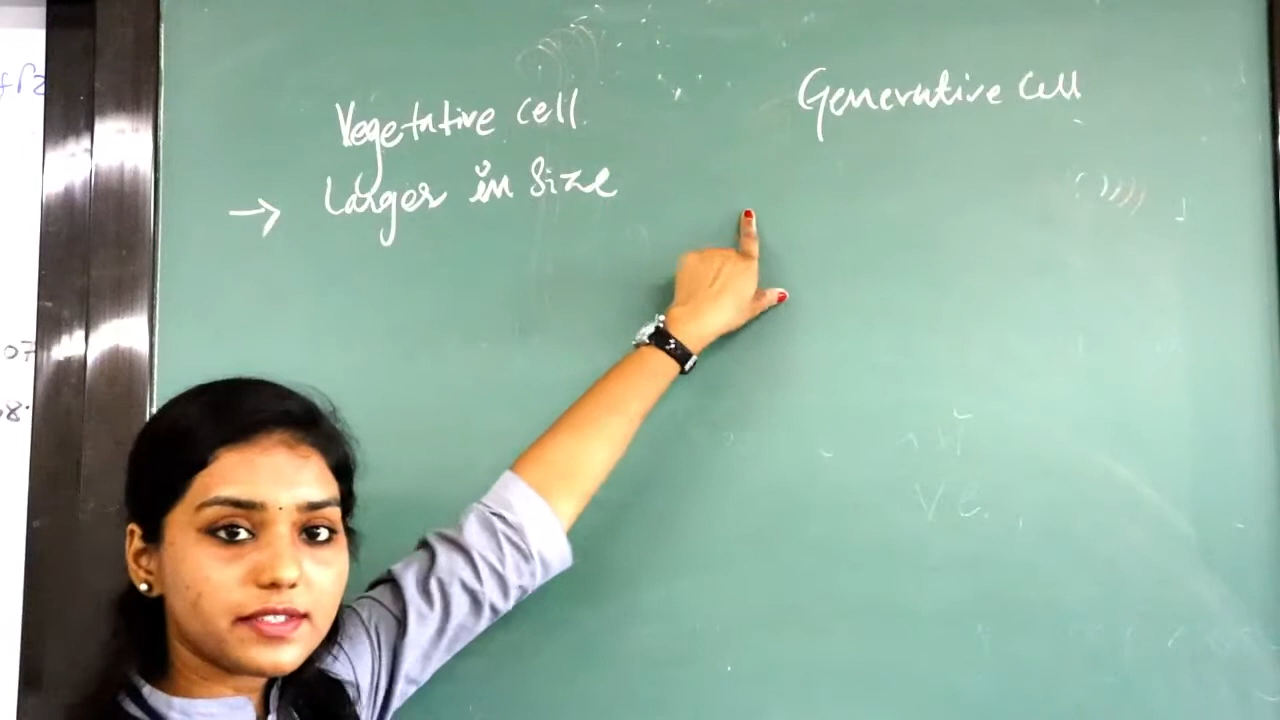 Vegetative cell
Generative cell
→ Larger in size